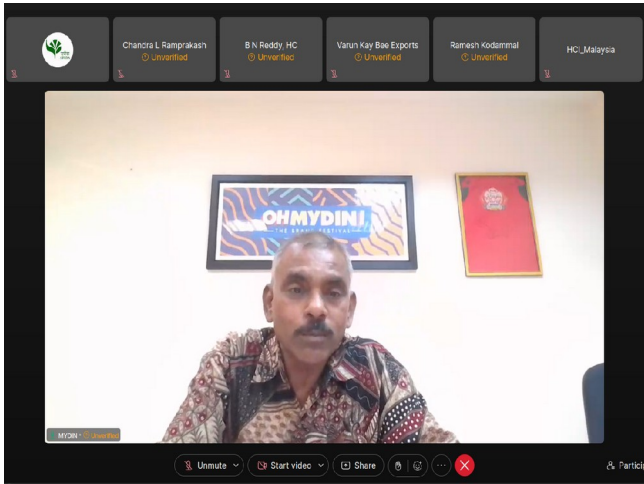 Chandra L Ramprakash
Unverified
B N Reddy, HC
Unverified
Varun Kay Bee Exports
Unverified
Ramesh Kodammal
Unverified
HCI_Malaysia
OHMYDIN!
MYDIN -
Unverified
Unmute
Start video
Share
Particip